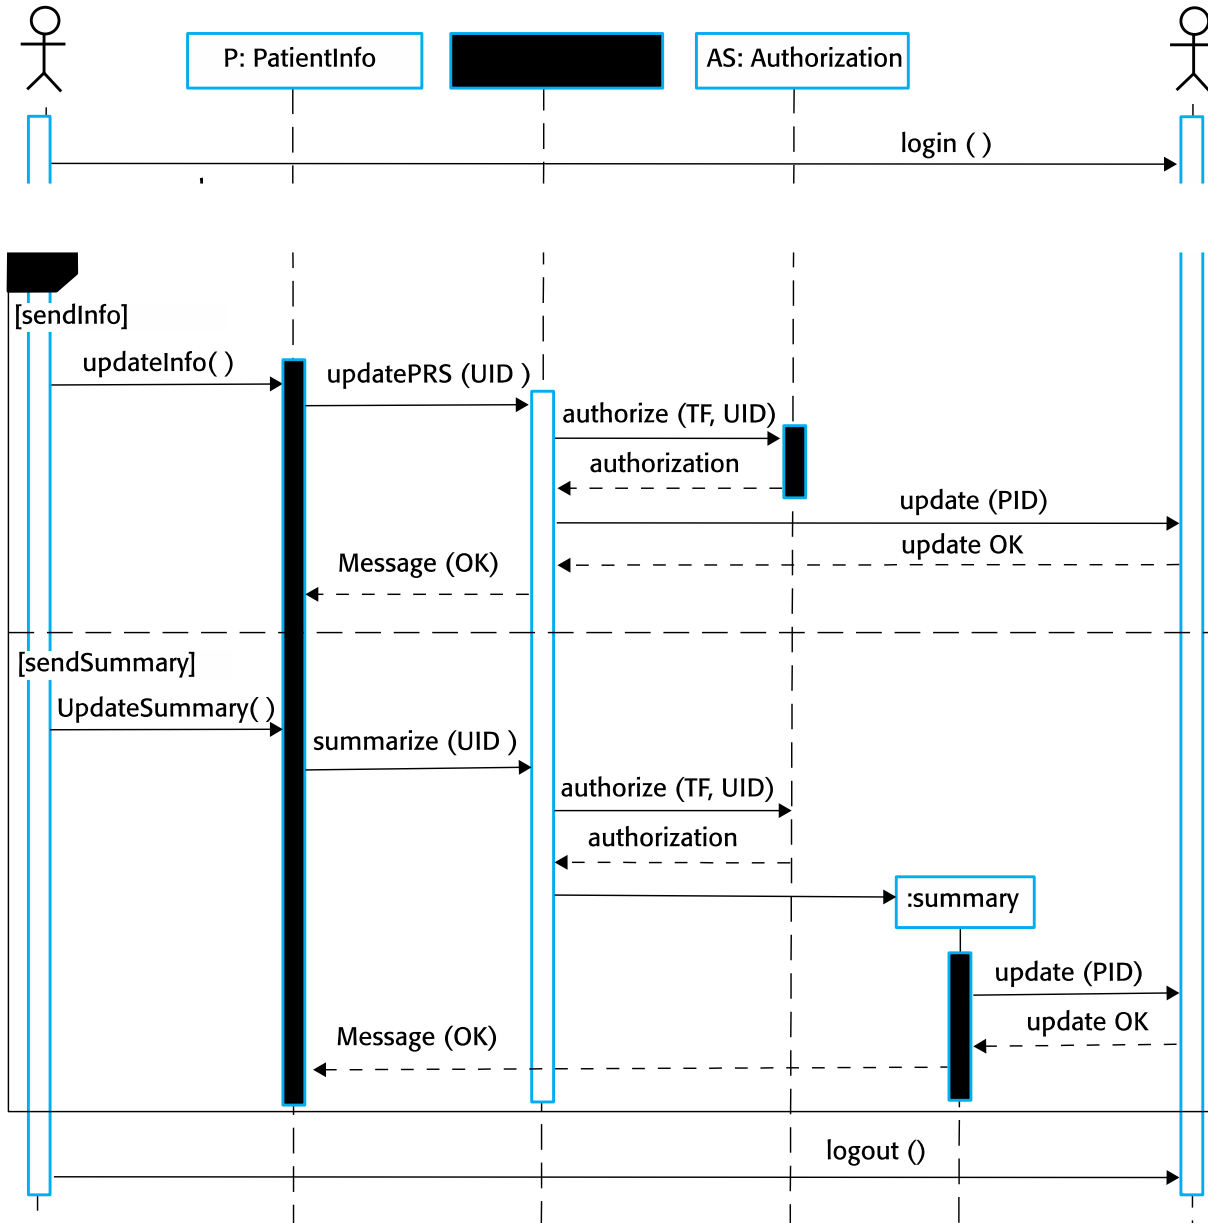 P: PatientInfo
AS: Authorization
login ( )
[sendInfo]
updateInfo( )
updatePRS (UID )
authorize (TF, UID)
authorization
update (PID)
update OK
Message (OK)
[sendSummary]
UpdateSummary( )
summarize (UID )
authorize (TF, UID)
authorization
:summary
update (PID)
update OK
Message (OK)
logout ()